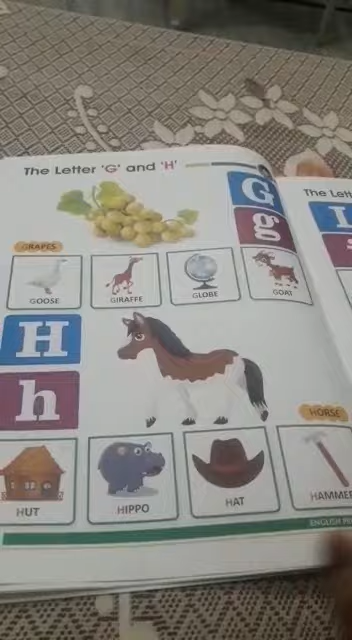 The Letter 'G' and 'H'
G
g
GRAPES
GOOSE
GIRAFFE
GLOBE
GOAT
H
h
HORSE
HUT
HIPPO
HAT
HAMMER
The Lett
I